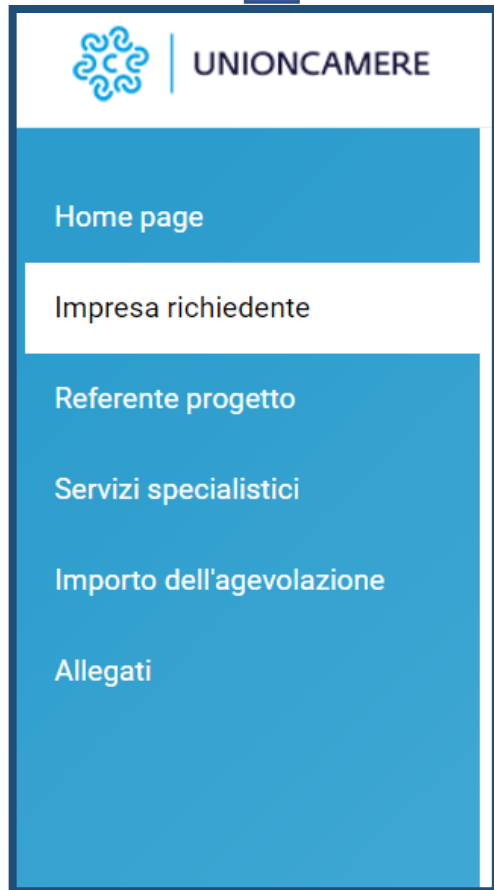 UNIONCAMERE
Home page
Impresa richiedente
Referente progetto
Servizi specialistici
Importo dell'agevolazione
Allegati